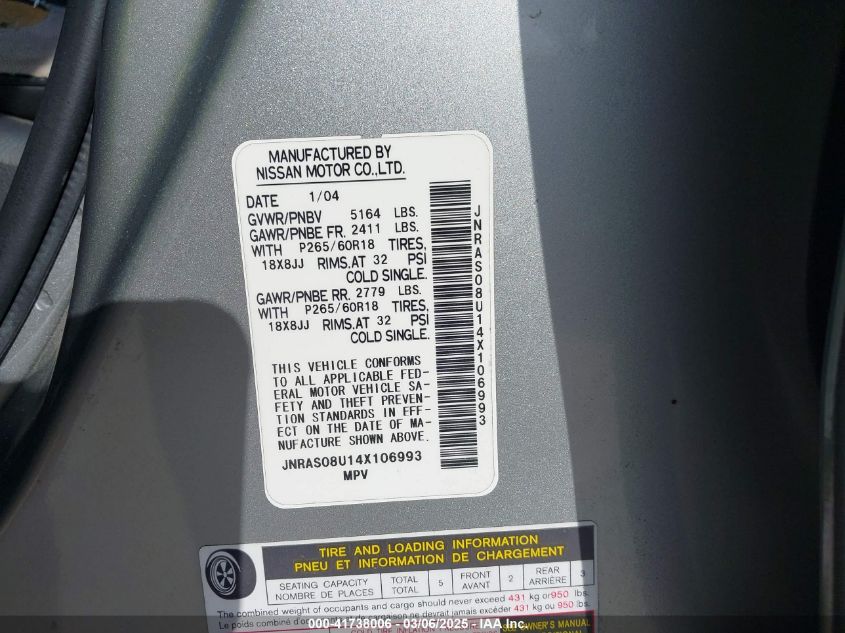 MANUFACTURED BY
NISSAN MOTOR CO.,LTD.
DATE 1/04
GVWR/PNBV 5164 LBS.
GAWR/PNBE FR. 2411 LBS.
WITH P265/60R18 TIRES,
18X8JJ RIMS,AT 32 PSI
COLD SINGLE.
GAWR/PNBE RR. 2779 LBS.
WITH P265/60R18 TIRES,
18X8JJ RIMS,AT 32 PSI
COLD SINGLE.
THIS VEHICLE CONFORMS
TO ALL APPLICABLE FED-
ERAL MOTOR VEHICLE SA-
FETY AND THEFT PREVEN-
TION STANDARDS IN EFF-
ECT ON THE DATE OF MA-
NUFACTURE SHOWN ABOVE.
JNRAS08U14X106993
MPV
JNRAS08U14X106993
TIRE AND LOADING INFORMATION
PNEU ET INFORMATION DE CHARGEMENT
SEATING CAPACITY TOTAL 5 FRONT 2 REAR 3
NOMBRE DE PLACES TOTAL AVANT ARRIÈRE
The combined weight of occupants and cargo should never exceed 431 kg or 950 lbs.
Le poids combiné des occupants et du chargement ne doit jamais excéder 431 kg ou 950 lbs.
SEE OWNER'S MANUAL
© 41738006 - 03/06/2025 - IAA Inc.